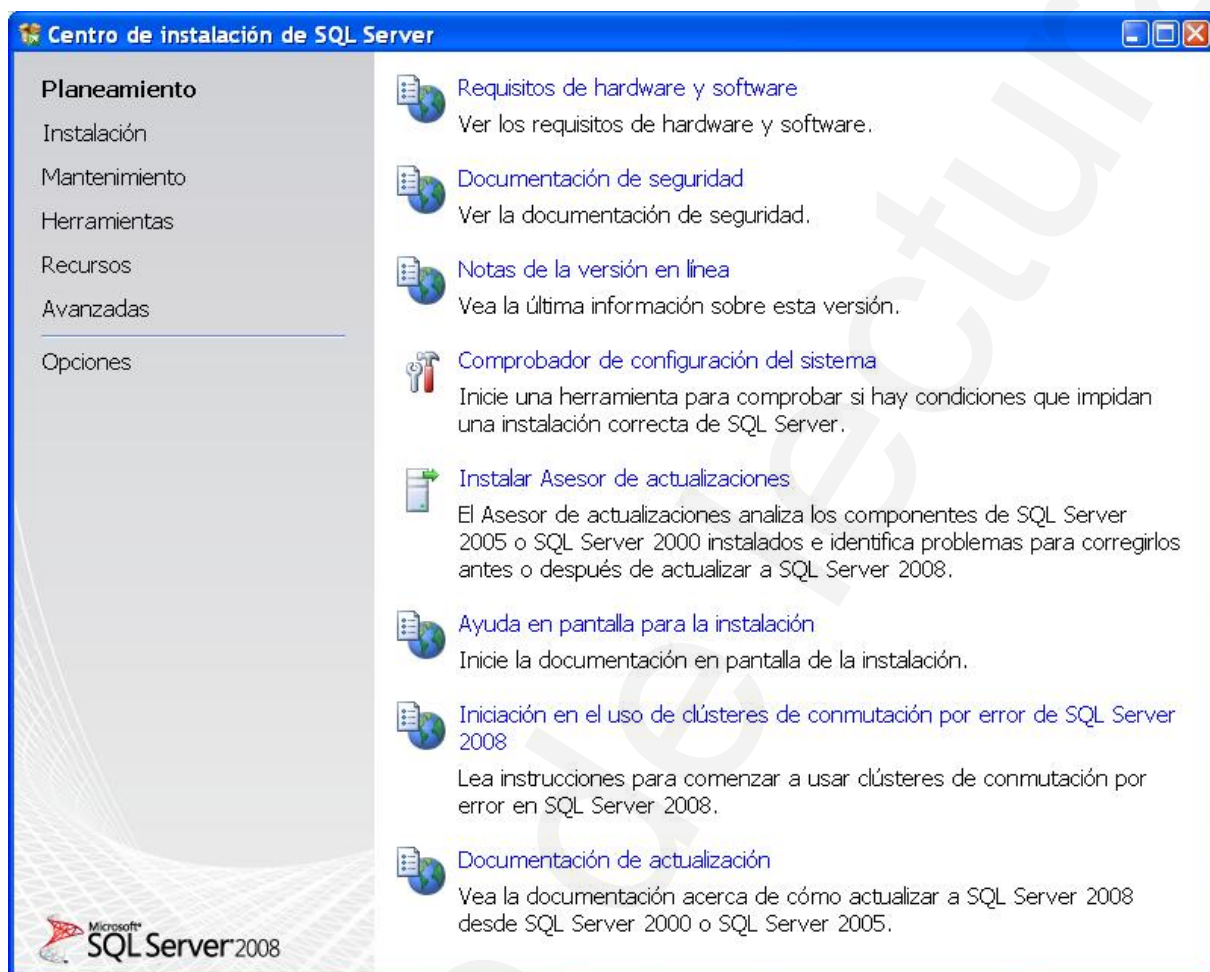 Centro de instalación de SQL Server
Planeamiento
Instalación
Mantenimiento
Herramientas
Recursos
Avanzadas
Opciones
Requisitos de hardware y software
Ver los requisitos de hardware y software.
Documentación de seguridad
Ver la documentación de seguridad.
Notas de la versión en línea
Vea la última información sobre esta versión.
Comprobador de configuración del sistema
Inicie una herramienta para comprobar si hay condiciones que impidan
una instalación correcta de SQL Server.
Instalar Asesor de actualizaciones
El Asesor de actualizaciones analiza los componentes de SQL Server
2005 o SQL Server 2000 instalados e identifica problemas para corregirlos
antes o después de actualizar a SQL Server 2008.
Ayuda en pantalla para la instalación
Inicie la documentación en pantalla de la instalación.
Iniciación en el uso de clústeres de conmutación por error de SQL Server
2008
Lea instrucciones para comenzar a usar clústeres de conmutación por
error en SQL Server 2008.
Documentación de actualización
Vea la documentación acerca de cómo actualizar a SQL Server 2008
desde SQL Server 2000 o SQL Server 2005.
Microsoft
SQL Server 2008
de lectur